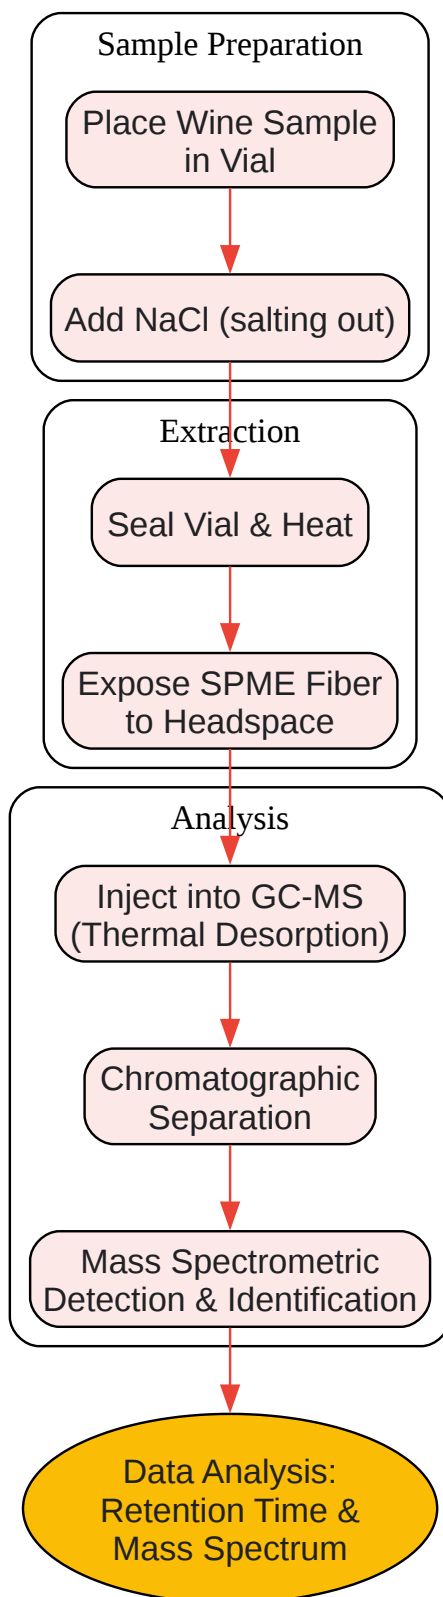 Sample Preparation
Place Wine Sample
in Vial
Add NaCl (salting out)
Extraction
Seal Vial & Heat
Expose SPME Fiber
to Headspace
Analysis
Inject into GC-MS
(Thermal Desorption)
Chromatographic
Separation
Mass Spectrometric
Detection & Identification
Data Analysis:
Retention Time &
Mass Spectrum